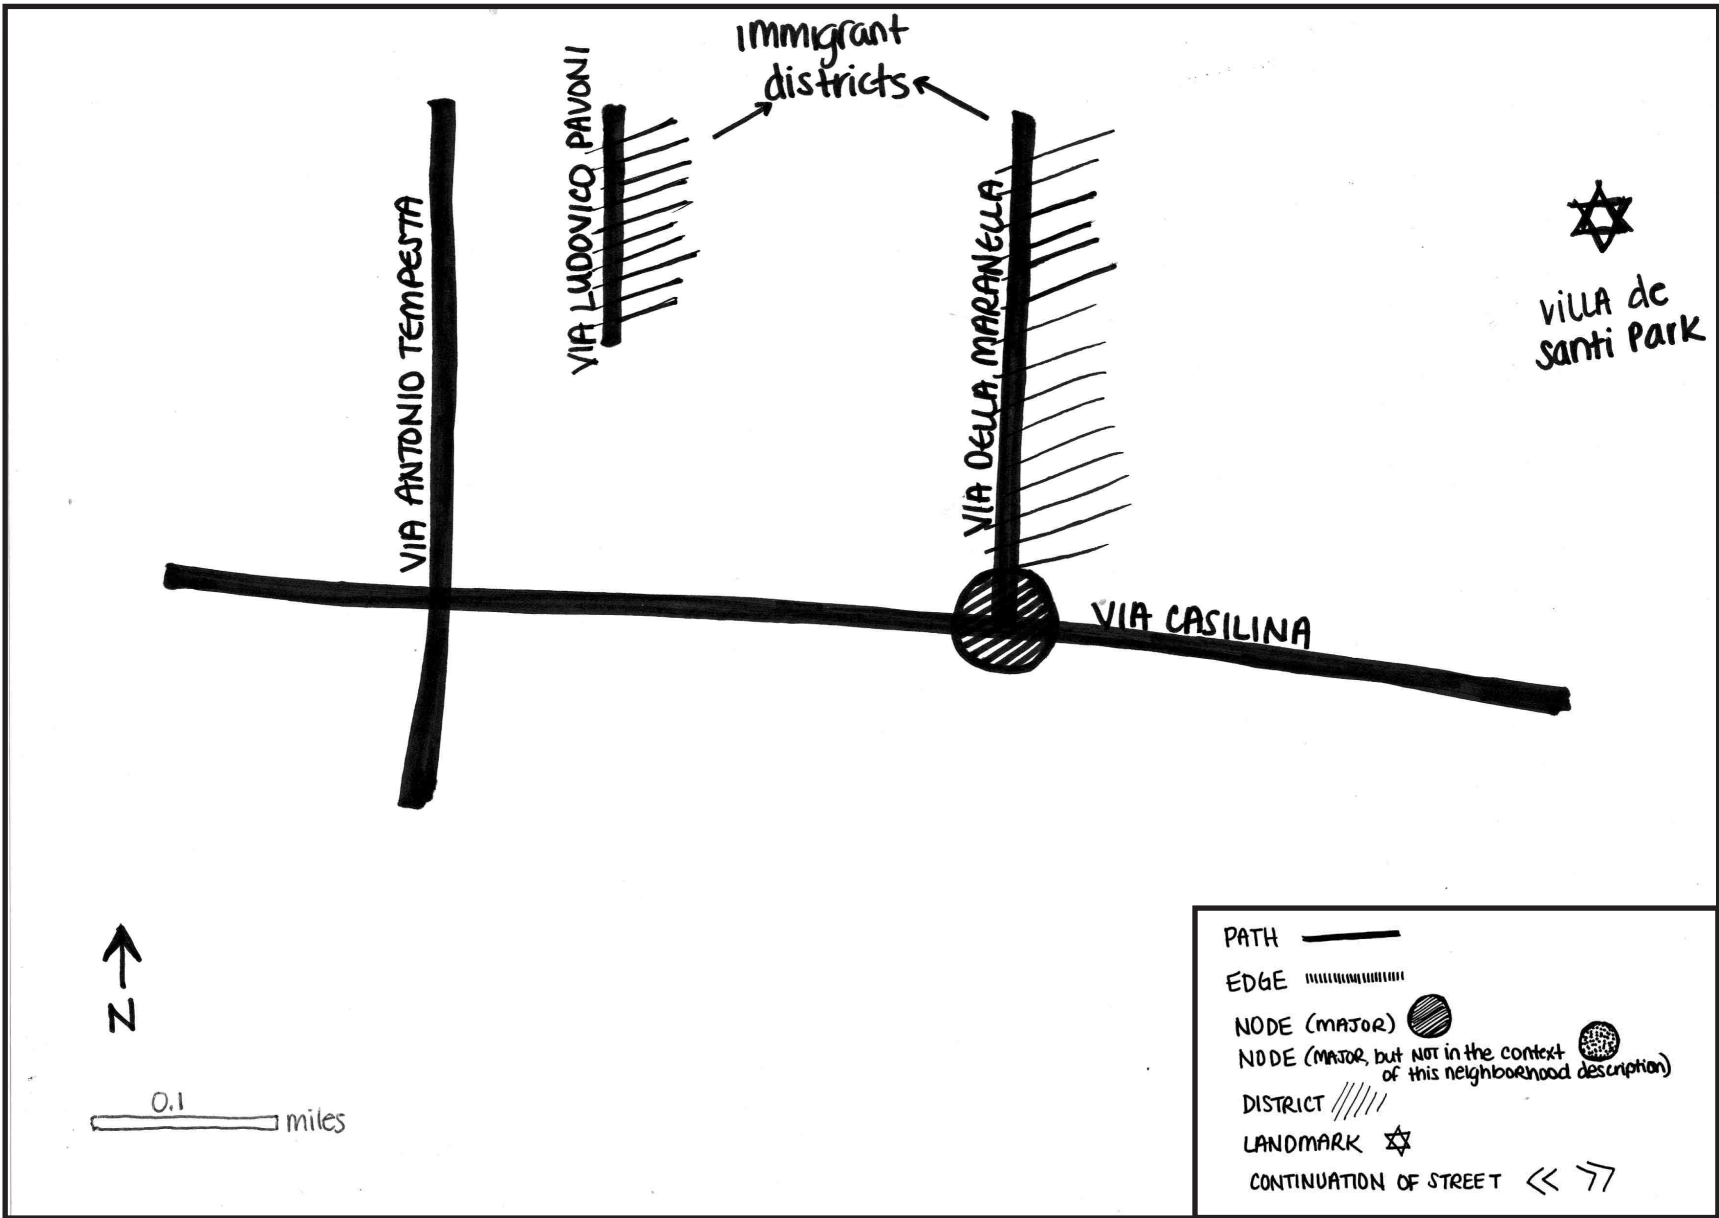 Immigrant
districts
VIA LUDOVICO PAVONI
VIA ANTONIO TEMPESTA
VIA DELLA MARANELLA
VILLA de
santi Park
VIA CASILINA
N
0.1
miles
PATH
EDGE
NODE (MAJOR)
NODE (MAJOR, but NOT in the context
of this neighborhood description)
DISTRICT
LANDMARK
CONTINUATION OF STREET << >>